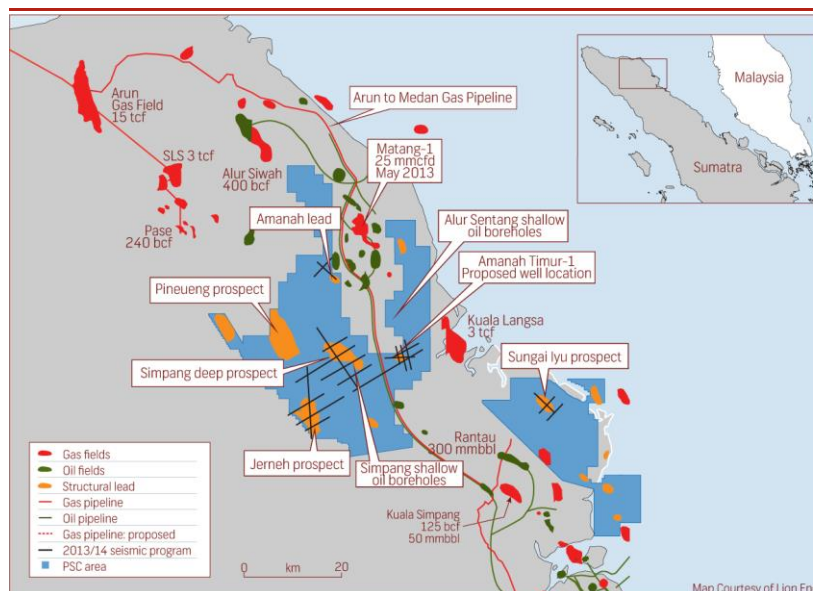 Arun
Gas Field
15 tcf
SLS 3 tcf
Pase
240 bcf
Alur Siwah
400 bcf
Arun to Medan Gas Pipeline
Matang-1
25 mmcfd
May 2013
Amanah lead
Alur Sentang shallow
oil boreholes
Amanah Timur-1
Proposed well location
Pineueng prospect
Kuala Langsa
3 tcf
Sungai Iyu prospect
Simpang deep prospect
Jerneh prospect
Simpang shallow
oil boreholes
Rantau
300 mmbbl
Kuala Simpang
125 bcf
50 mmbbl
Malaysia
Sumatra
Gas fields
Oil fields
Structural lead
Gas pipeline
Oil pipeline
Gas pipeline: proposed
2013/14 seismic program
PSC area
0 km 20
Map Courtesy of Lion En